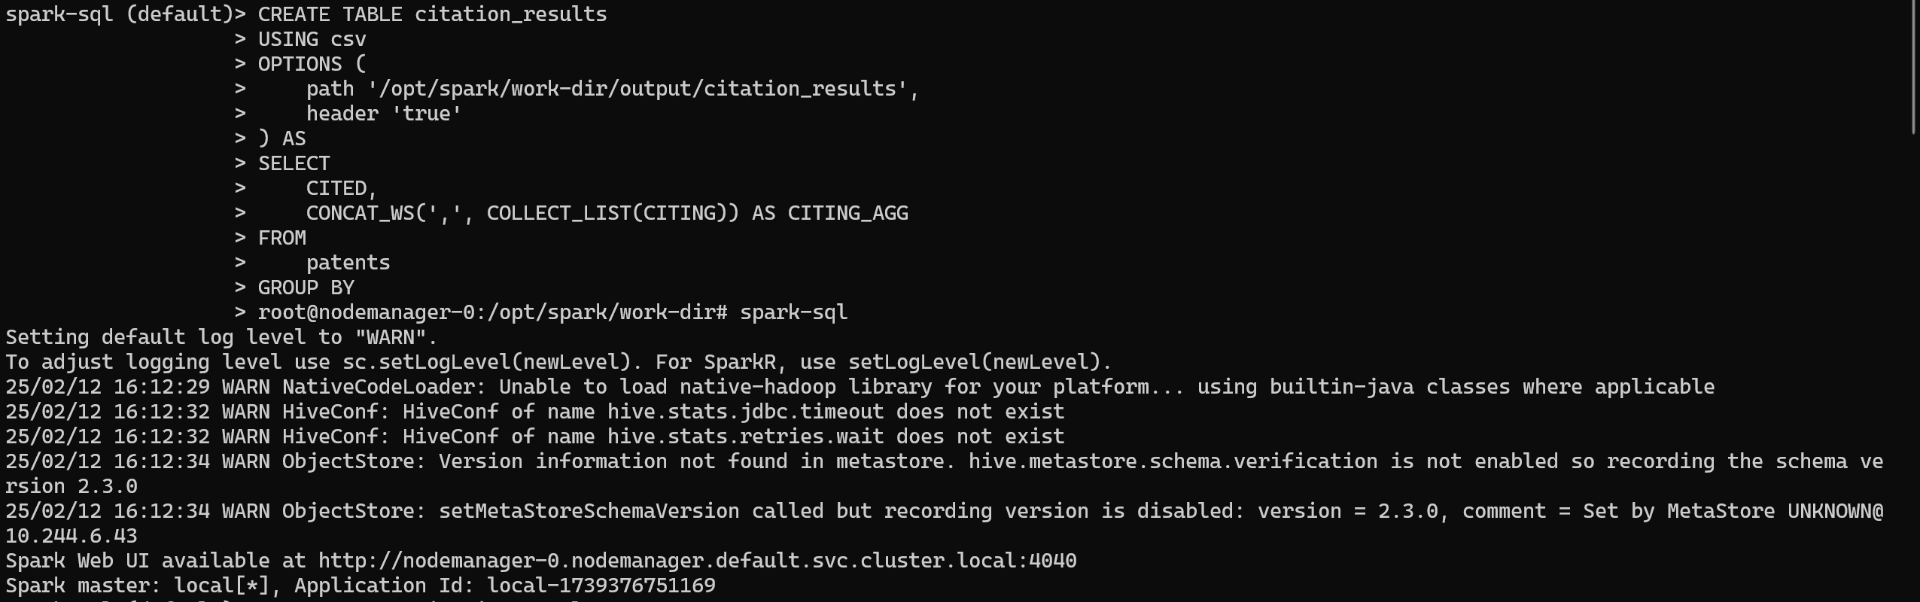 spark-sql (default)> CREATE TABLE citation_results
> USING csv
> OPTIONS (
>     path '/opt/spark/work-dir/output/citation_results',
>     header 'true'
> ) AS
> SELECT
>     CITED,
>     CONCAT_WS(',', COLLECT_LIST(CITING)) AS CITING_AGG
> FROM
>     patents
> GROUP BY
> root@nodemanager-0:/opt/spark/work-dir# spark-sql
Setting default log level to "WARN".
To adjust logging level use sc.setLogLevel(newLevel). For SparkR, use setLogLevel(newLevel).
25/02/12 16:12:29 WARN NativeCodeLoader: Unable to load native-hadoop library for your platform... using builtin-java classes where applicable
25/02/12 16:12:32 WARN HiveConf: HiveConf of name hive.stats.jdbc.timeout does not exist
25/02/12 16:12:32 WARN HiveConf: HiveConf of name hive.stats.retries.wait does not exist
25/02/12 16:12:34 WARN ObjectStore: Version information not found in metastore. hive.metastore.schema.verification is not enabled so recording the schema ve
rsion 2.3.0
25/02/12 16:12:34 WARN ObjectStore: setMetaStoreSchemaVersion called but recording version is disabled: version = 2.3.0, comment = Set by MetaStore UNKNOWN@
10.244.6.43
Spark Web UI available at http://nodemanager-0.nodemanager.default.svc.cluster.local:4040
Spark master: local[*], Application Id: local-1739376751169